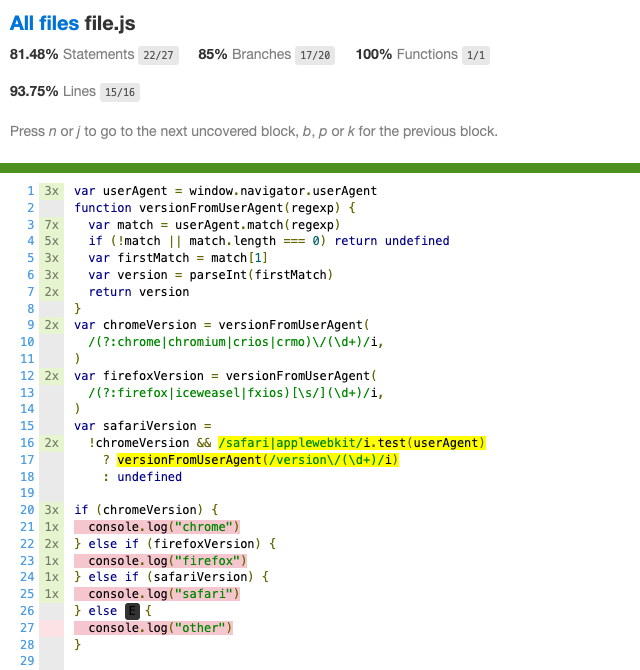 All files file.js
81.48% Statements 22/27 85% Branches 17/20 100% Functions 1/1
93.75% Lines 15/16
Press n or j to go to the next uncovered block, b, p or k for the previous block.
1 3x var userAgent = window.navigator.userAgent
2 function versionFromUserAgent(regexp) {
3 7x   var match = userAgent.match(regexp)
4 5x   if (!match || match.length === 0) return undefined
5 3x   var firstMatch = match[1]
6 3x   var version = parseInt(firstMatch)
7 2x   return version
8 }
9 2x var chromeVersion = versionFromUserAgent(
10   /(?:chrome|chromium|crios|crmo)\/(\d+)/i,
11 )
12 2x var firefoxVersion = versionFromUserAgent(
13   /(?:firefox|iceweasel|fxios)[\s/](\d+)/i,
14 )
15 var safariVersion =
16 2x   !chromeVersion && /safari|applewebkit/i.test(userAgent)
17     ? versionFromUserAgent(/version\/(\d+)/i)
18     : undefined
19
20 3x if (chromeVersion) {
21 1x   console.log("chrome")
22 2x } else if (firefoxVersion) {
23 1x   console.log("firefox")
24 1x } else if (safariVersion) {
25 1x   console.log("safari")
26 } else E {
27   console.log("other")
28 }
29